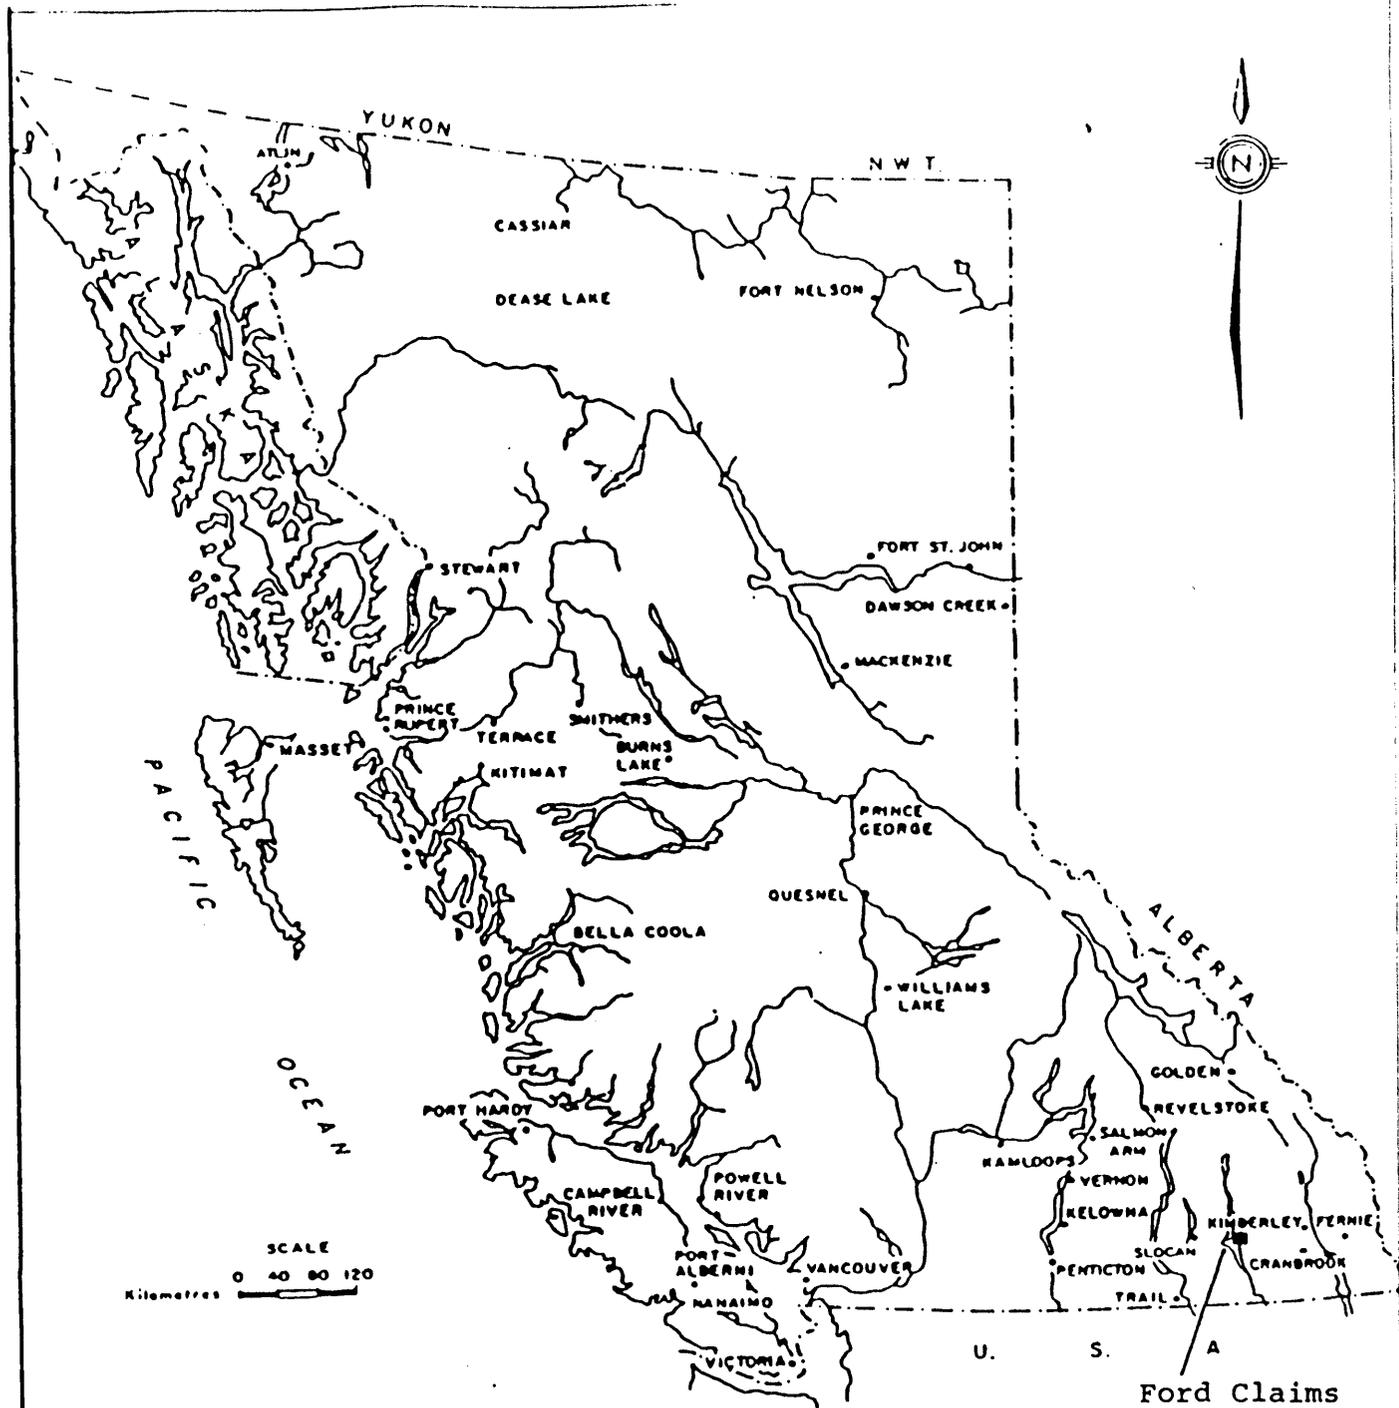 YUKON
ATLIN
N W T.
N
CASSIAR
DEASE LAKE
FORT NELSON
ALASKA
FORT ST. JOHN
STEWART
DAWSON CREEK
MACKENZIE
PRINCE
RUPERT
SMITHERS
TERRACE
MASSET
BURNS
LAKE
KITIMAT
PRINCE
GEORGE
PACIFIC
QUESNEL
ALBERTA
BELLA COOLA
WILLIAMS
LAKE
OCEAN
GOLDEN
PORT HARDY
REVELSTOKE
SALMON
ARM
KAMLOOPS
POWELL
RIVER
VERNON
CAMPBELL
RIVER
KELOWNA
KIMBERLEY
FERNIE
SCALE
0 40 80 120
Kilometres
PORT
ALBERNI
VANCOUVER
SLOCAN
PENTICTON
CRANBROOK
NANAIMO
TRAIL
U. S. A
VICTORIA
Ford Claims